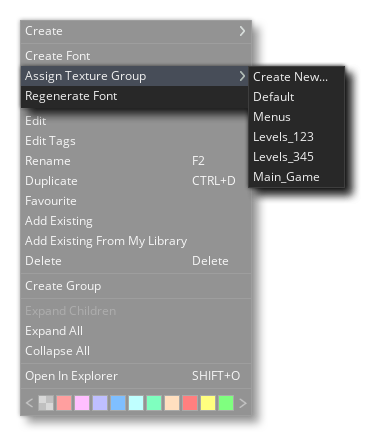 Create
Create Font
Assign Texture Group
Regenerate Font
Edit
Edit Tags
Rename F2
Duplicate CTRL+D
Favourite
Add Existing
Add Existing From My Library
Delete Delete
Create Group
Expand Children
Expand All
Collapse All
Open In Explorer SHIFT+O
Create New...
Default
Menus
Levels_123
Levels_345
Main_Game